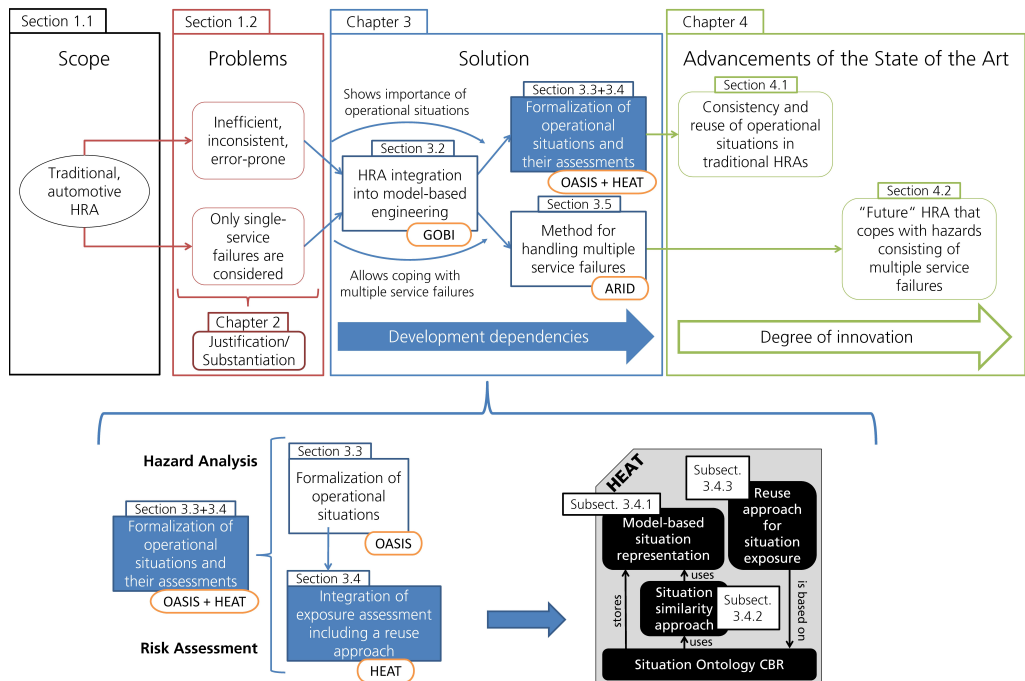 Section 1.1
Scope
Traditional,
automotive
HRA
Section 1.2
Problems
Inefficient,
inconsistent,
error-prone
Only single-
service
failures are
considered
Chapter 2
Justification/
Substantiation
Chapter 3
Solution
Shows importance of
operational situations
Section 3.2
HRA integration
into model-based
engineering
GOBI
Allows coping with
multiple service failures
Section 3.3+3.4
Formalization of
operational
situations and
their assessments
OASIS + HEAT
Section 3.5
Method for
handling multiple
service failures
ARID
Development dependencies
Chapter 4
Advancements of the State of the Art
Section 4.1
Consistency and
reuse of operational
situations in
traditional HRAs
Section 4.2
“Future” HRA that
copes with hazards
consisting of
multiple service
failures
Degree of innovation
Hazard Analysis
Section 3.3+3.4
Formalization of
operational
situations and
their assessments
OASIS + HEAT
Risk Assessment
Section 3.3
Formalization of
operational
situations
OASIS
Section 3.4
Integration of
exposure assessment
including a reuse
approach
HEAT
HEAT
Subsect. 3.4.1
Model-based
situation
representation
Subsect.
3.4.3
Reuse
approach
for
situation
exposure
uses
Situation
similarity
approach
Subsect.
3.4.2
stores
uses
is based on
Situation Ontology CBR